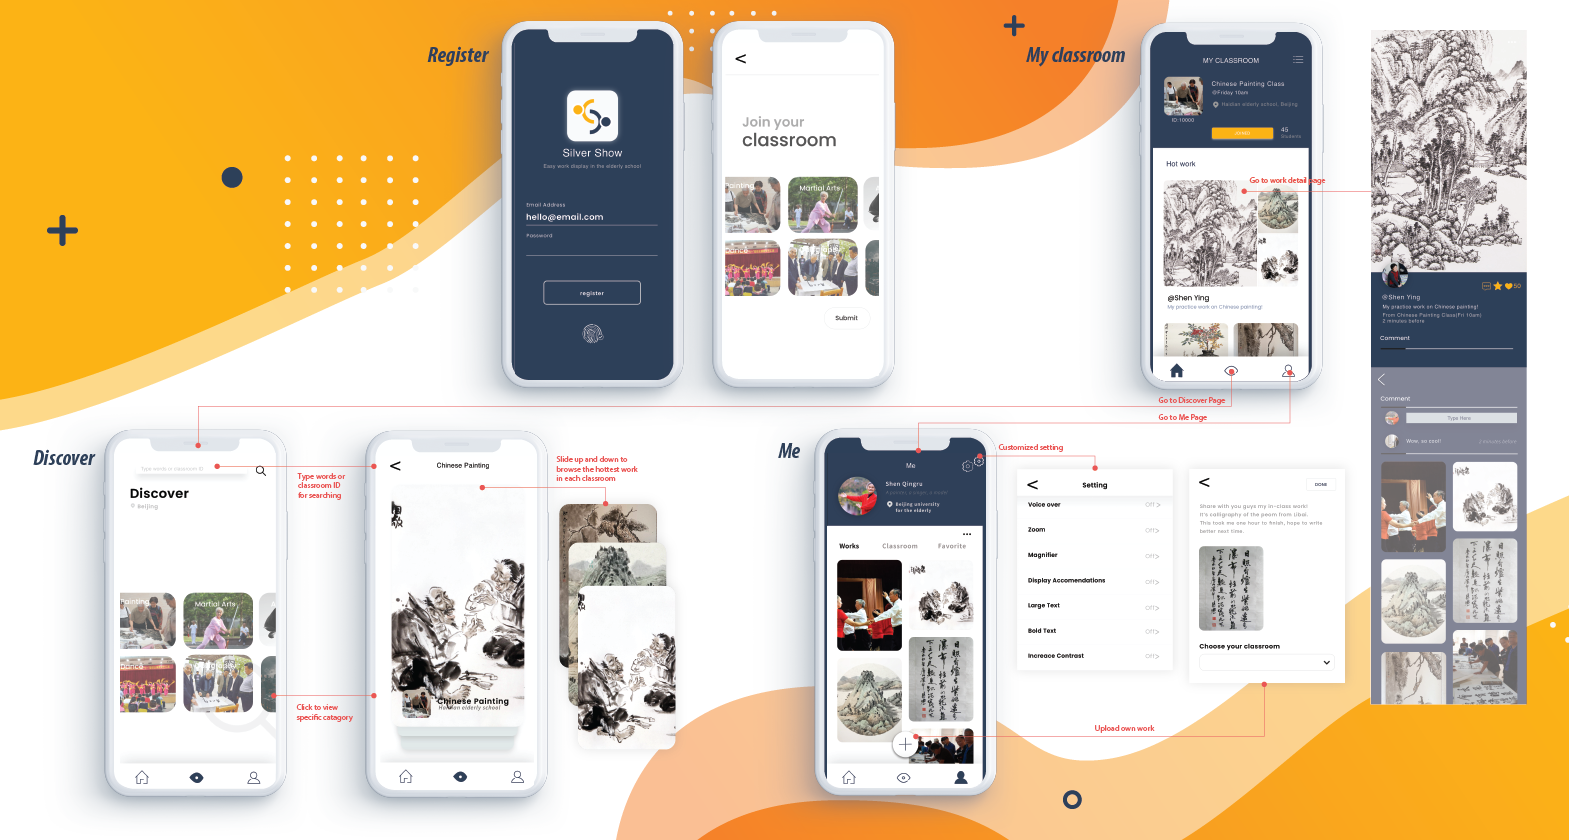 Register
Silver Show
Easy work display in the elderly school
Email Address
hello@email.com
Password
register
<
Join your
classroom
Painting
Martial Arts
Dance
Calligraphy
Submit
My classroom
MY CLASSROOM
Chinese Painting Class
@Friday 10am
Haidian elderly school, Beijing
ID:10000
45
Students
Hot work
Go to work detail page
@Shen Ying
My practice work on Chinese painting!
Go to Discover Page
Go to Me Page
@Shen Ying
50
My practice work on Chinese painting!
From Chinese Painting Class(Fri 10am)
2 minutes before
Comment
Comment
Type Here
Wow, so cool!
2 minutes before
Discover
Type words or classroom ID
Discover
Beijing
Painting
Martial Arts
Dance
Calligraphy
Type words or
classroom ID
for searching
Click to view
specific catagory
<
Chinese Painting
Chinese Painting
Haidian elderly school
Slide up and down to
browse the hottest work
in each classroom
Me
Me
Shen Qingru
Beijing university
for the elderly
Works
Classroom
Favorite
Customized setting
<
Setting
Voice over
Off>
Zoom
Off>
Magnifier
Off>
Display Accomendations
Off>
Large Text
Off>
Bold Text
Off>
Increace Contrast
Off>
<
DONE
Share with you guys my in-class work!
It's calligraphy of the poem from Libai.
This took me one hour to finish, hope to write
better next time.
Choose your classroom
Upload own work